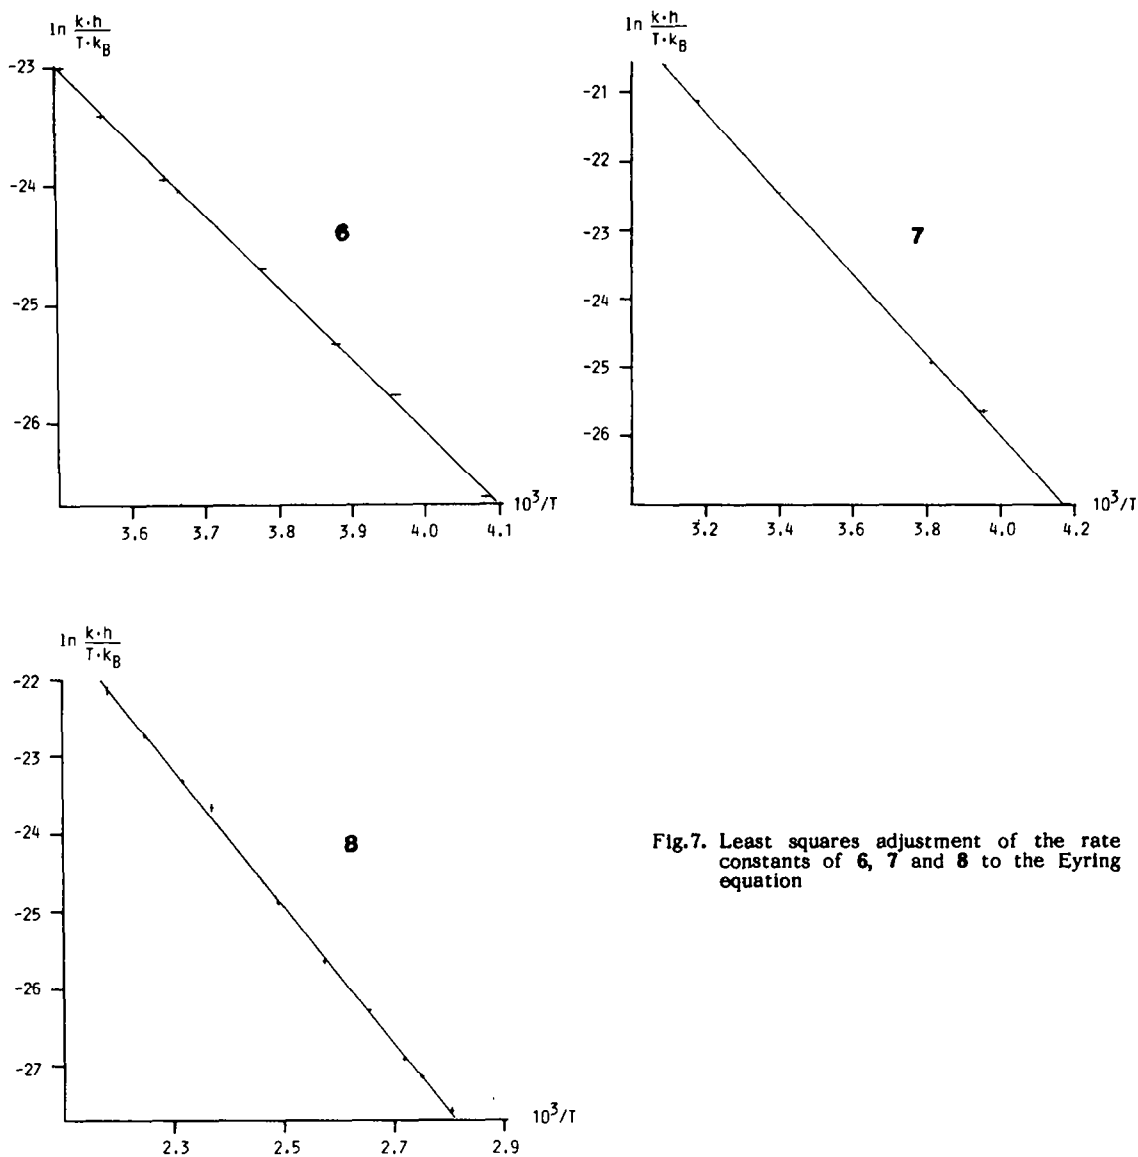 ln k·h
T·kB
-23
-24
-25
-26
6
3.6 3.7 3.8 3.9 4.0 4.1
10³/T
ln k·h
T·kB
-21
-22
-23
-24
-25
-26
7
3.2 3.4 3.6 3.8 4.0 4.2
10³/T
ln k·h
T·kB
-22
-23
-24
-25
-26
-27
8
2.3 2.5 2.7 2.9
10³/T
Fig.7. Least squares adjustment of the rate
constants of 6, 7 and 8 to the Eyring
equation